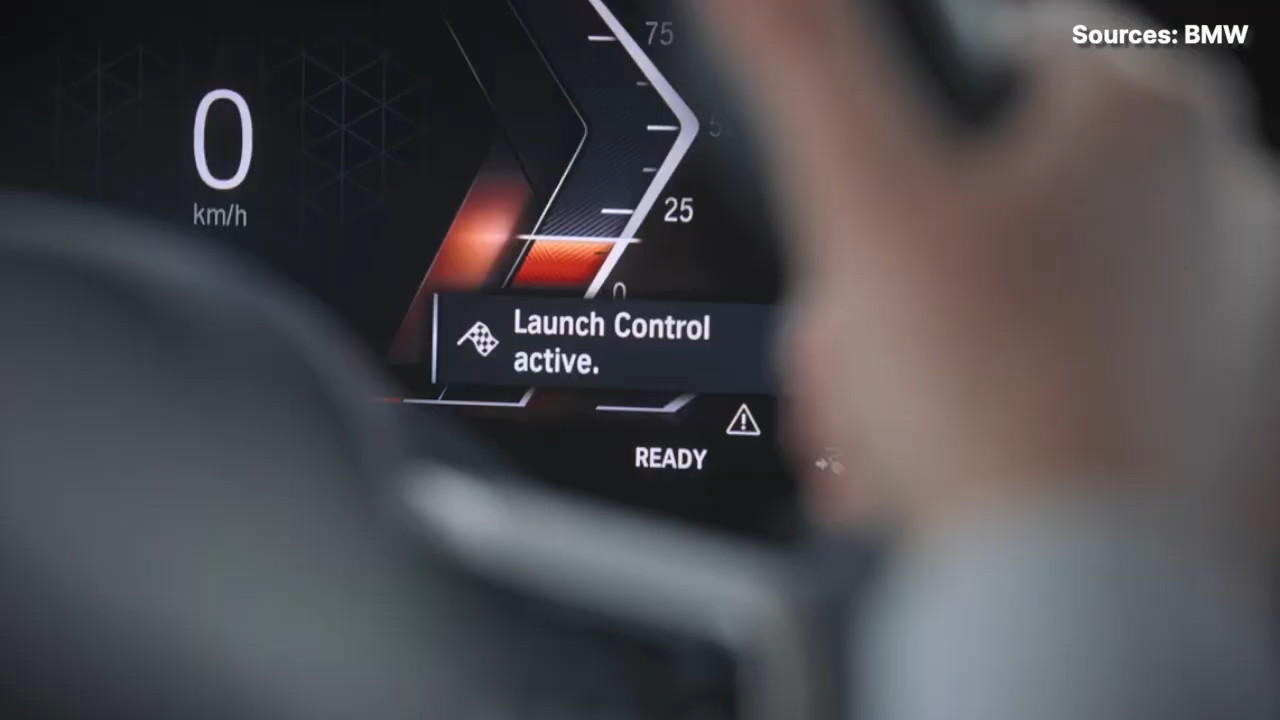 Sources: BMW
75
0
km/h
25
0
Launch Control
active.
READY